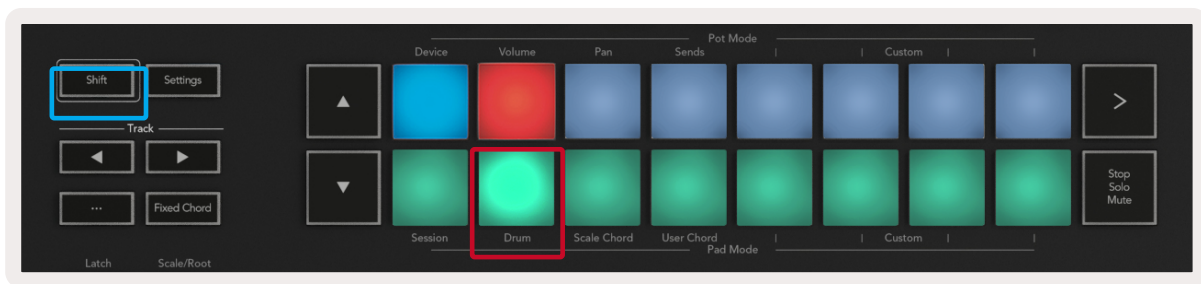 Pot Mode
Device Volume Pan Sends Custom
Shift Settings
▲
>
Track
◀ ▶
▼
Stop
Solo
Mute
... Fixed Chord
Session Drum Scale Chord User Chord Custom
Pad Mode
Latch Scale/Root